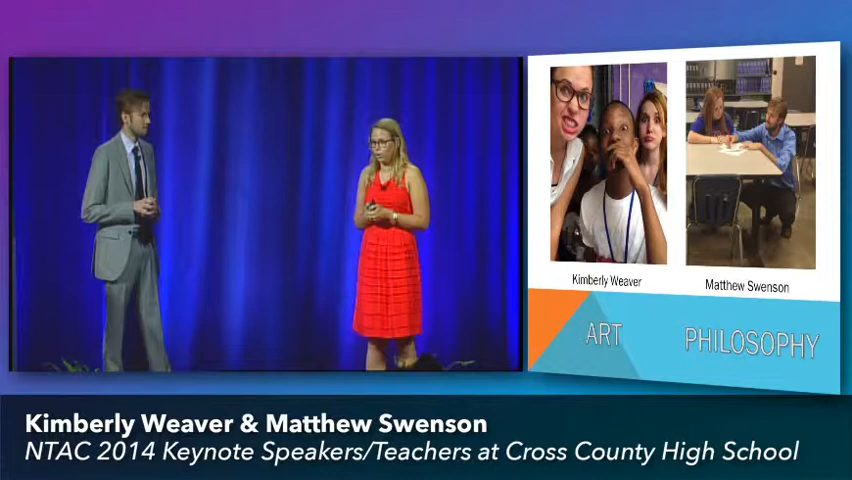 Kimberly Weaver
Matthew Swenson
ART
PHILOSOPHY
Kimberly Weaver & Matthew Swenson
NTAC 2014 Keynote Speakers/Teachers at Cross County High School